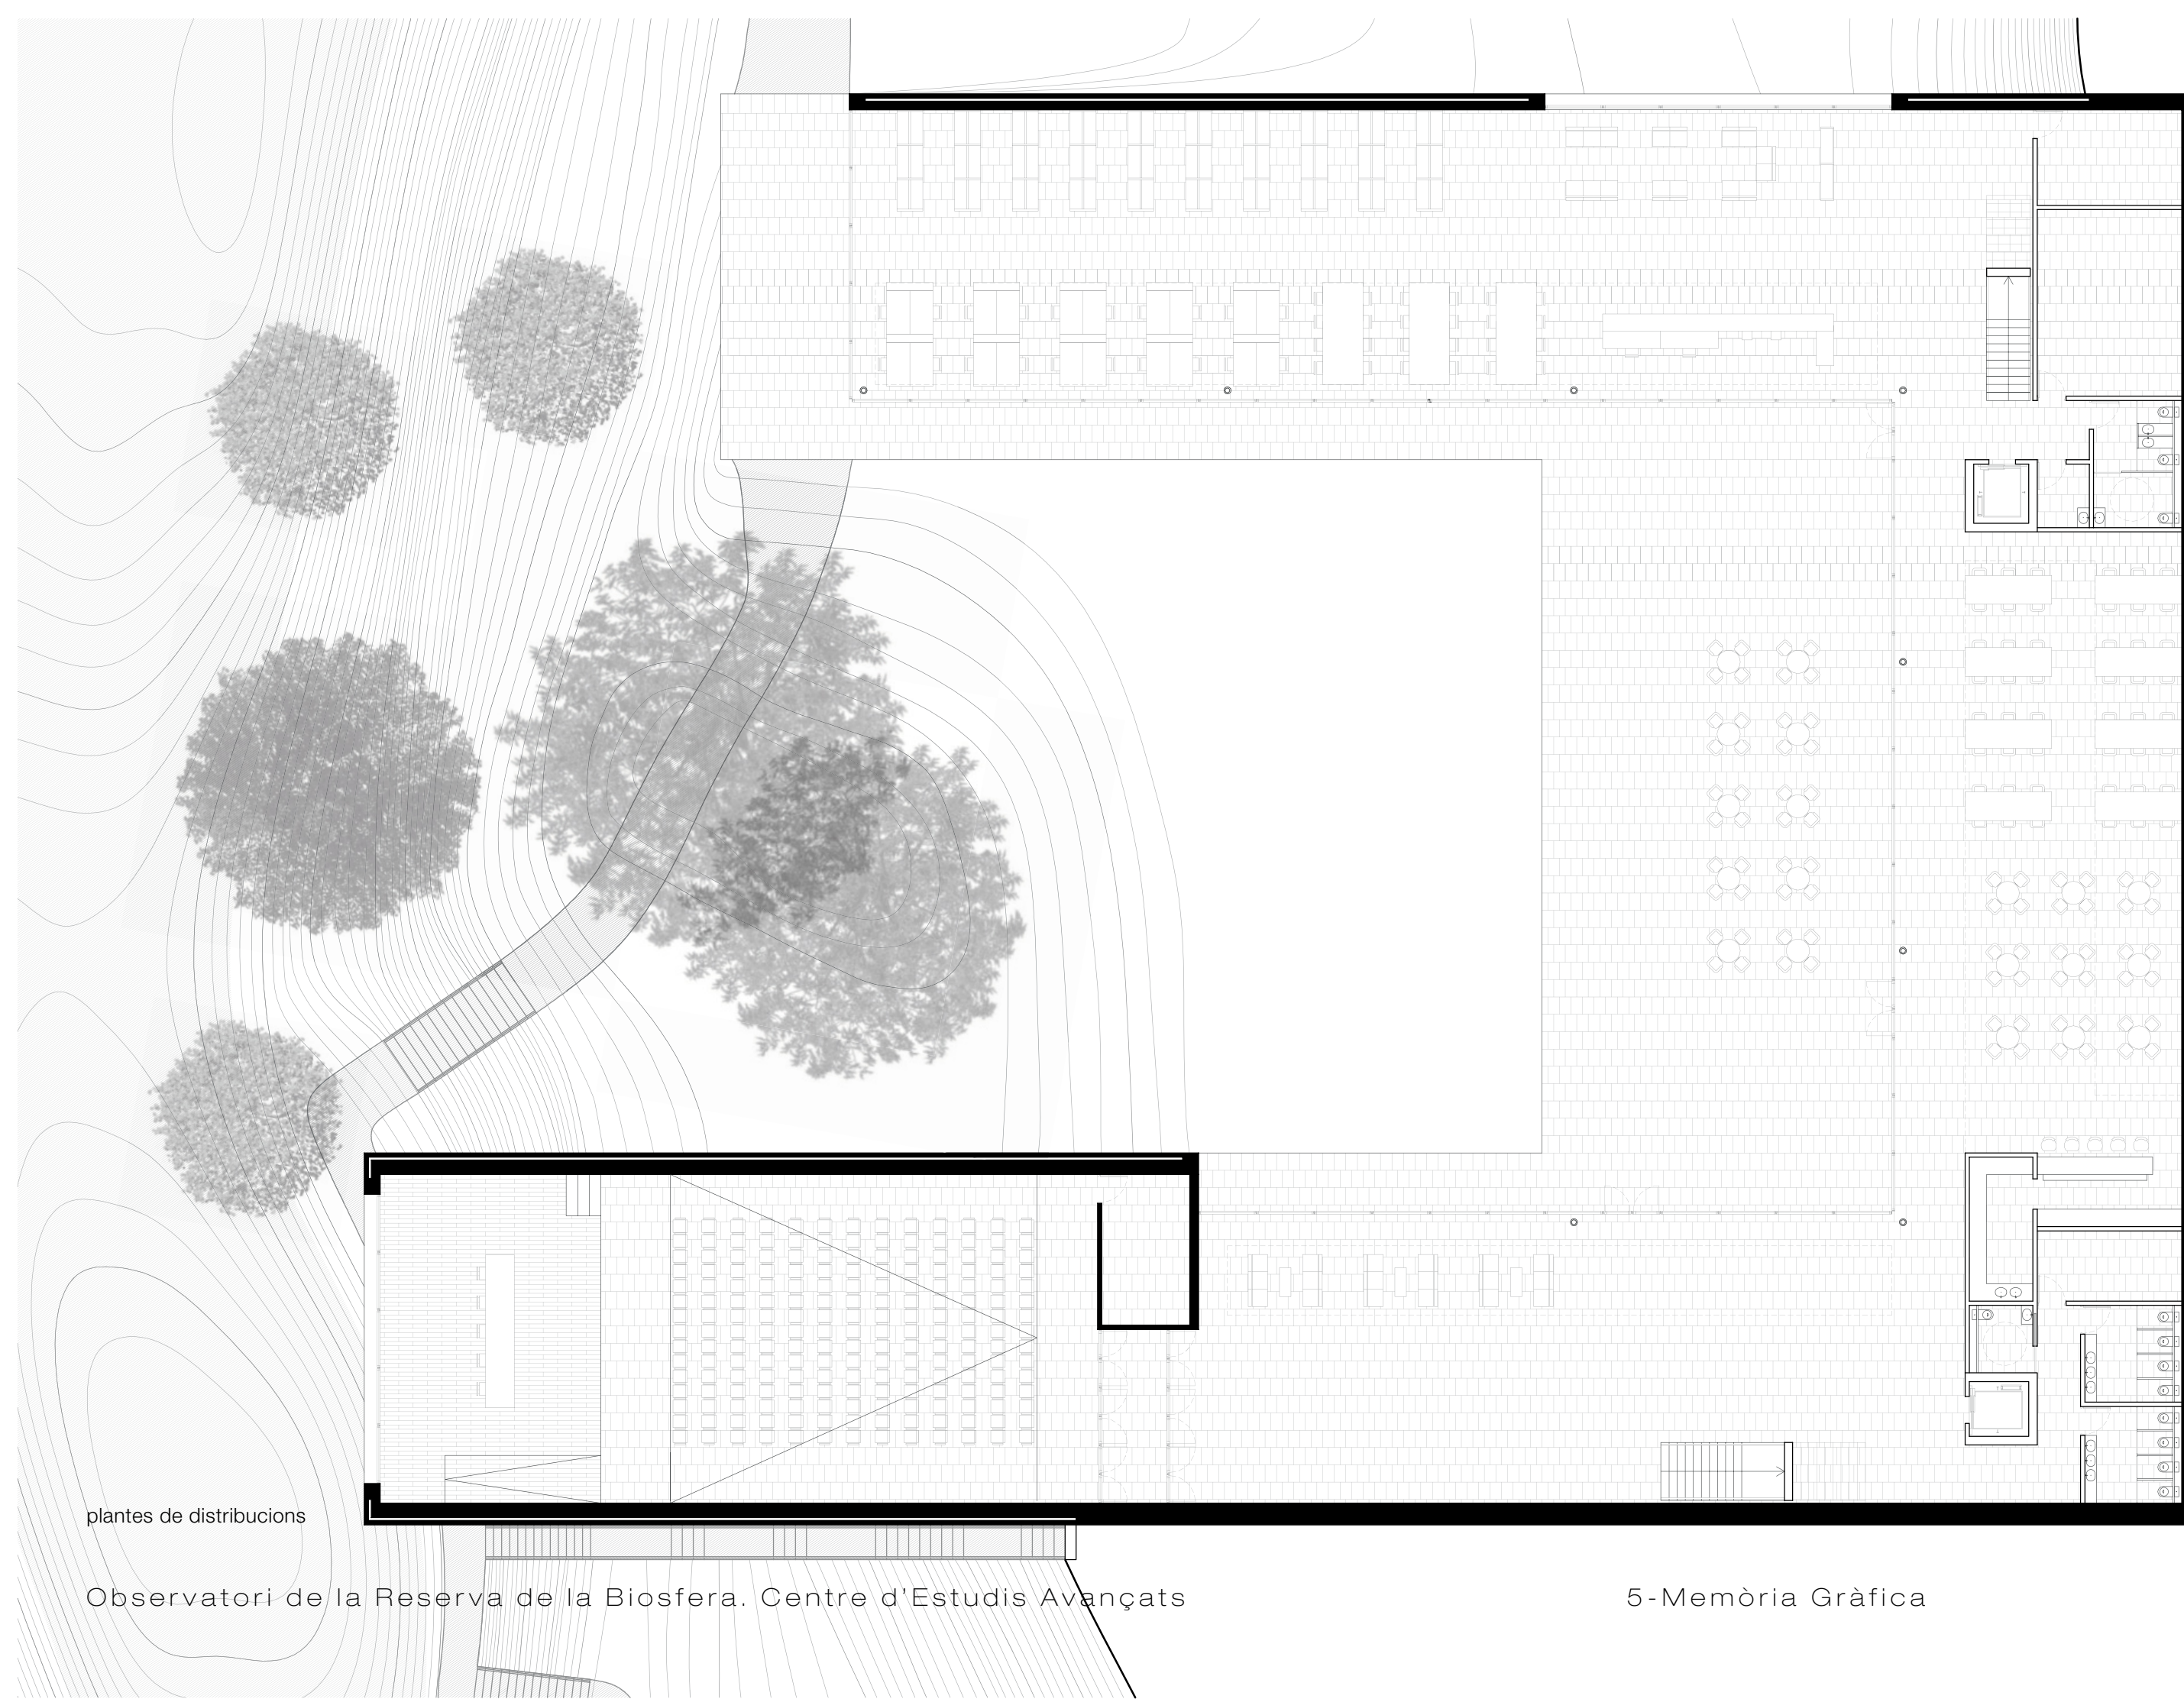 plantes de distribucions
Observatori de la Reserva de la Biosfera. Centre d'Estudis Avançats
5-Memòria Gràfica